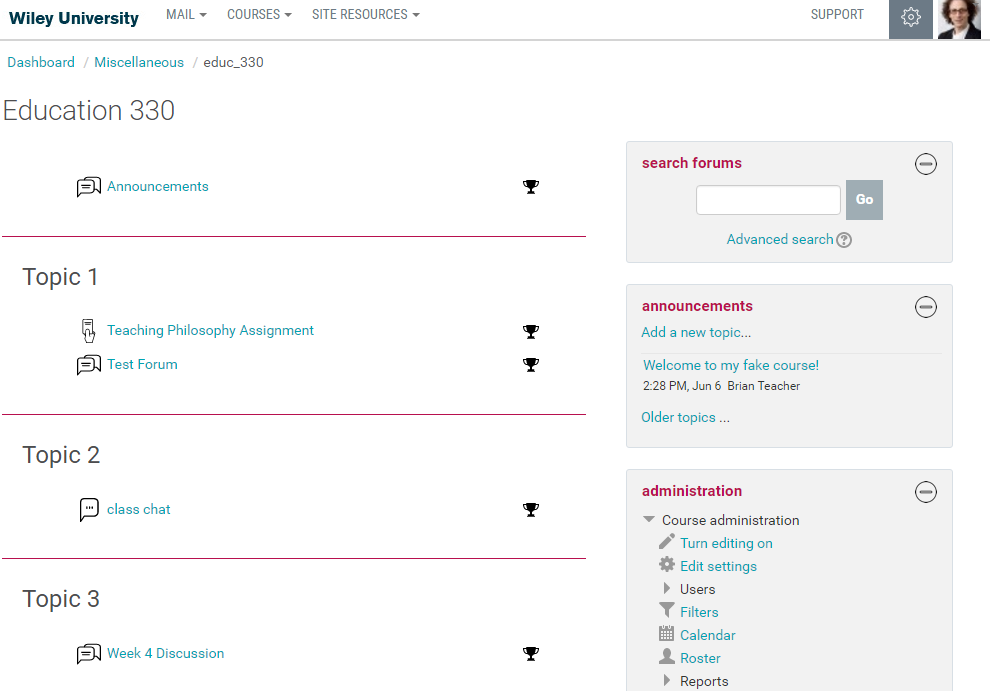 Wiley University MAIL COURSES SITE RESOURCES SUPPORT
Dashboard / Miscellaneous / educ_330
Education 330
Announcements
Topic 1
Teaching Philosophy Assignment
Test Forum
Topic 2
class chat
Topic 3
Week 4 Discussion
search forums
Go
Advanced search ?
announcements
Add a new topic...
Welcome to my fake course!
2:28 PM, Jun 6 Brian Teacher
Older topics ...
administration
Course administration
Turn editing on
Edit settings
Users
Filters
Calendar
Roster
Reports